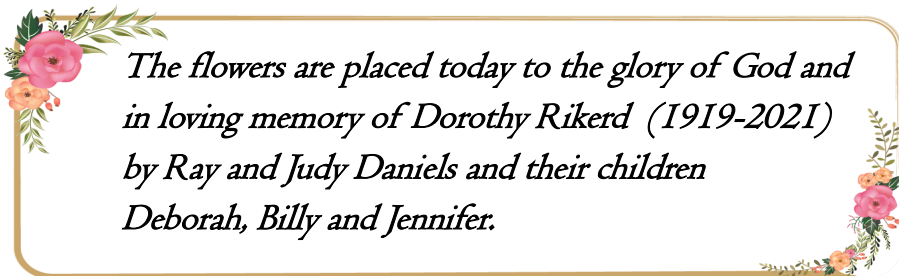 The flowers are placed today to the glory of God and
in loving memory of Dorothy Rikerd (1919-2021)
by Ray and Judy Daniels and their children
Deborah, Billy and Jennifer.